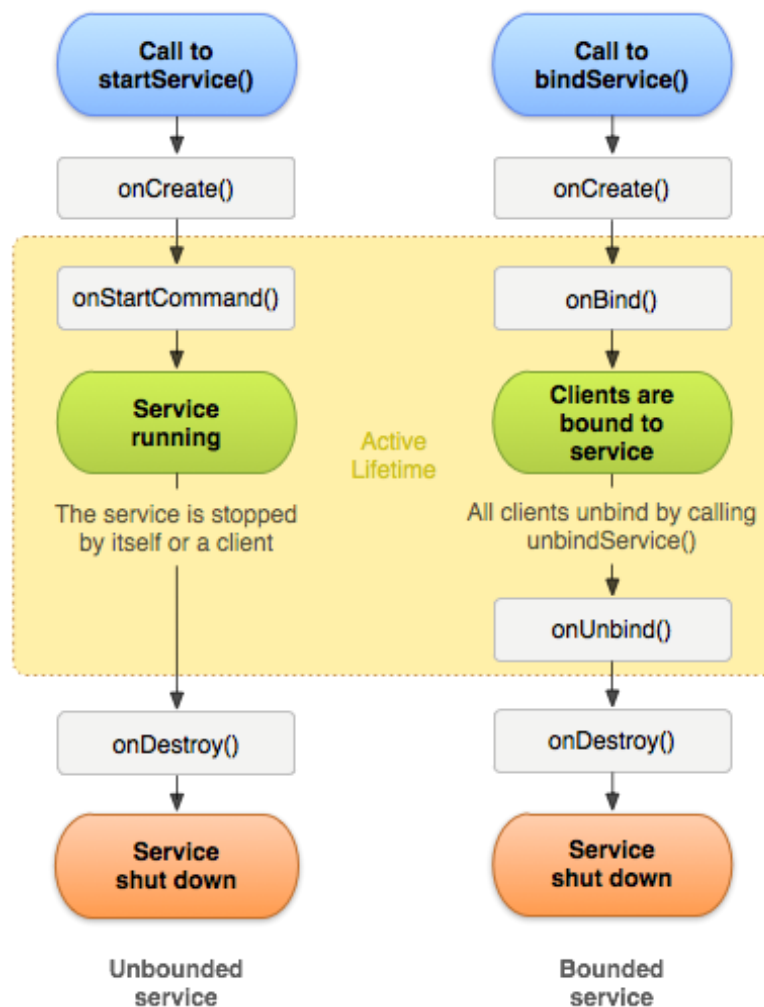 Call to
startService()
onCreate()
onStartCommand()
Service
running
The service is stopped
by itself or a client
onDestroy()
Service
shut down
Unbounded
service
Active
Lifetime
Call to
bindService()
onCreate()
onBind()
Clients are
bound to
service
All clients unbind by calling
unbindService()
onUnbind()
onDestroy()
Service
shut down
Bounded
service